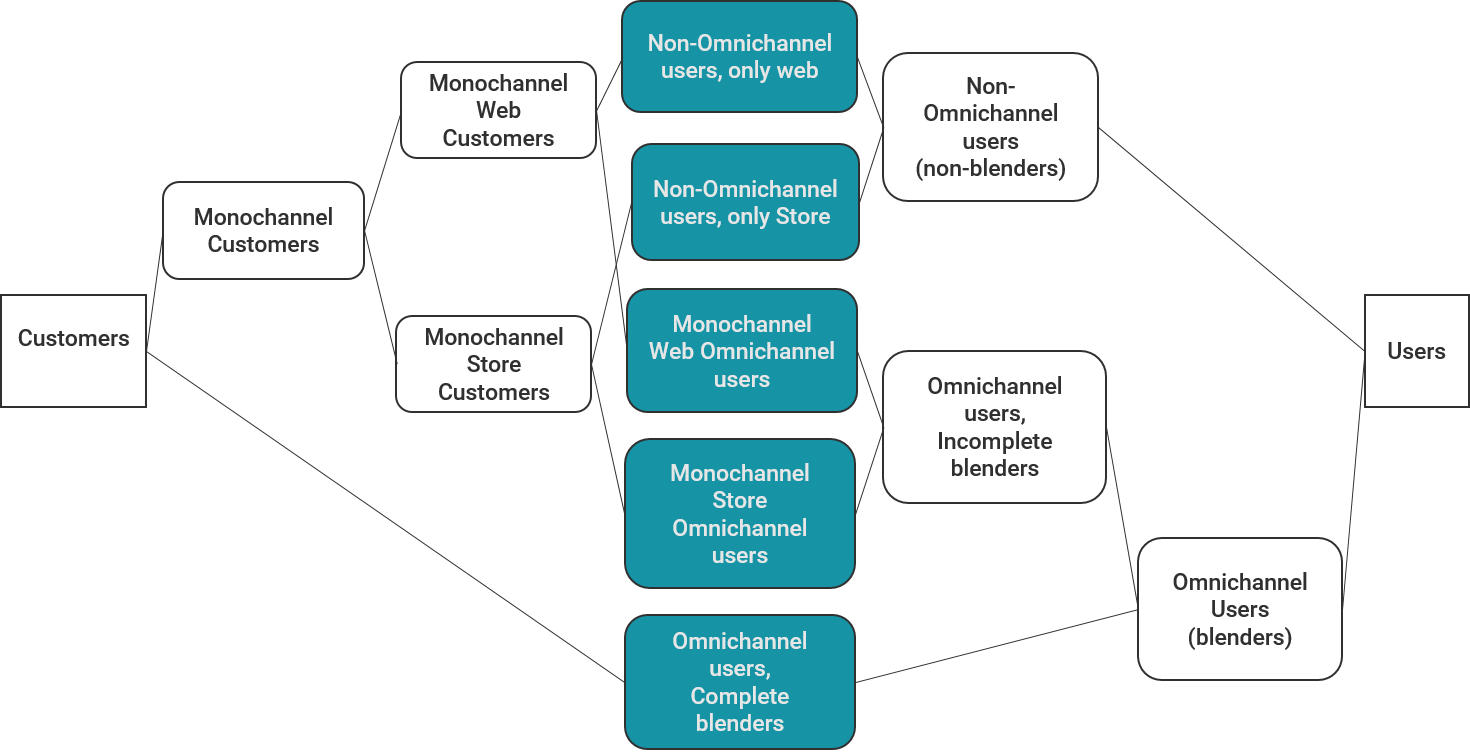 Customers
Monochannel
Customers
Monochannel
Web
Customers
Monochannel
Store
Customers
Non-Omnichannel
users, only web
Non-Omnichannel
users, only Store
Monochannel
Web Omnichannel
users
Monochannel
Store
Omnichannel
users
Omnichannel
users,
Complete
blenders
Non-
Omnichannel
users
(non-blenders)
Omnichannel
users,
Incomplete
blenders
Omnichannel
Users
(blenders)
Users